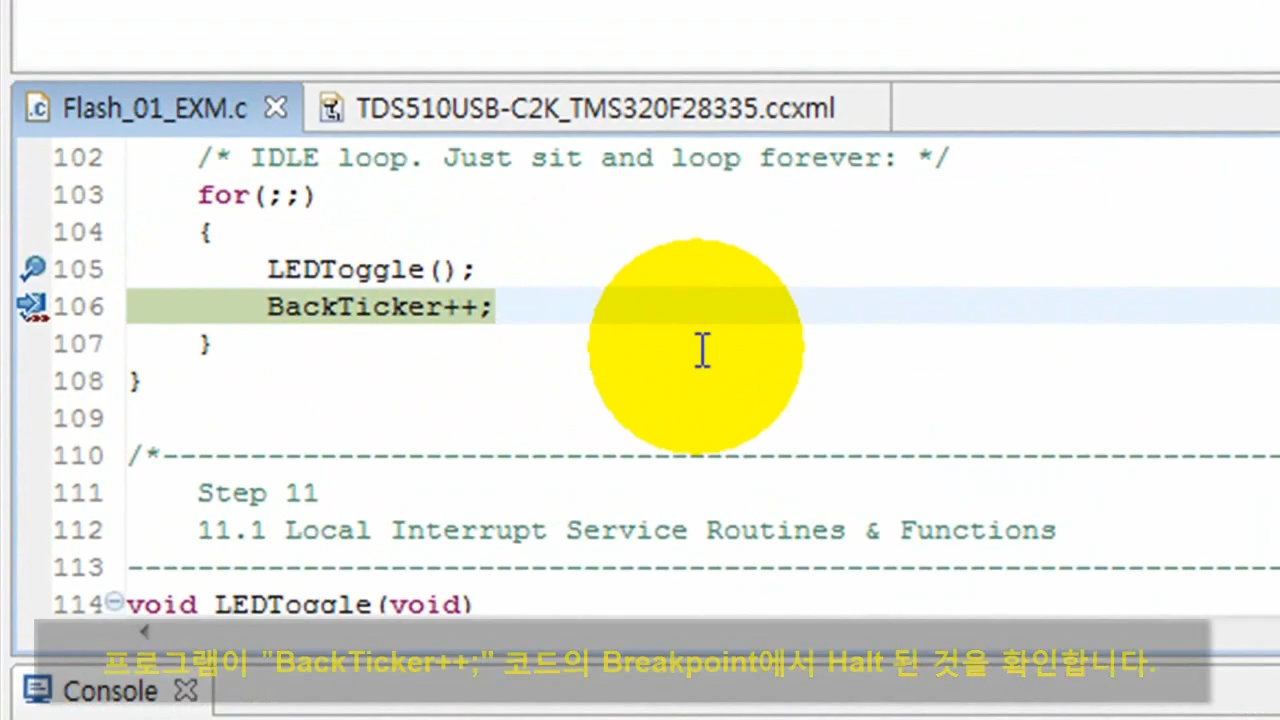 Flash_01_EXM.c TDS510USB-C2K_TMS320F28335.ccxml
102 /* IDLE loop. Just sit and loop forever: */
103 for(;;)
104 {
105 LEDToggle();
106 BackTicker++;
107 }
108 }
109
110 /*----------------------------------------------------------------
111 Step 11
112 11.1 Local Interrupt Service Routines & Functions
113 ------------------------------------------------------------------
114 void LEDToggle(void)
프로그램이 "BackTicker++;" 코드의 Breakpoint에서 Halt 된 것을 확인합니다.
Console